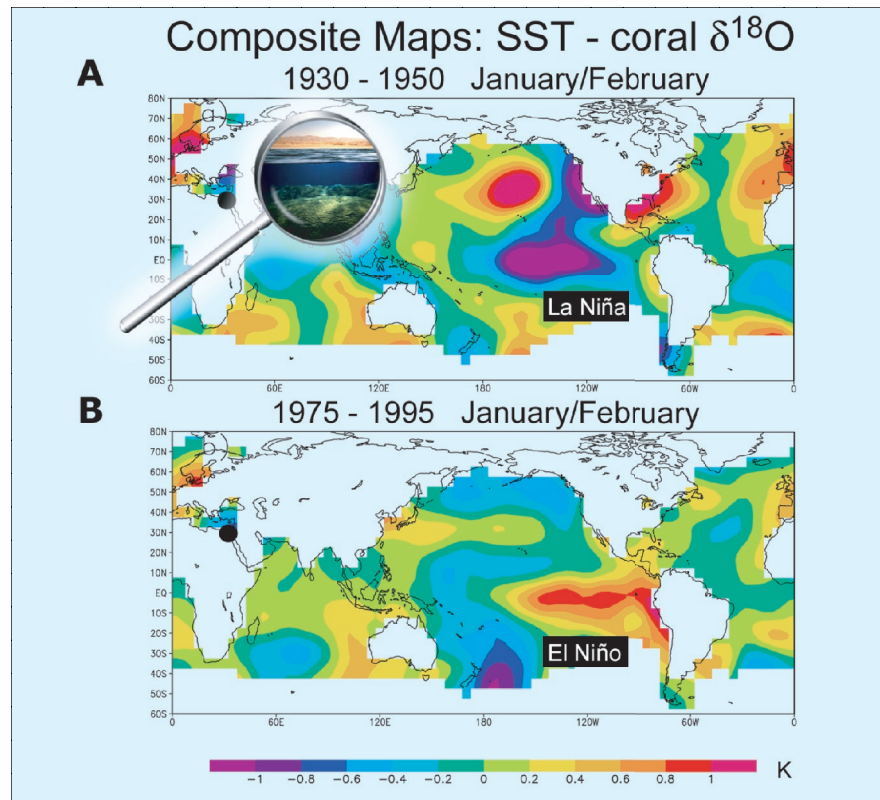 Composite Maps: SST - coral δ¹⁸O
A
1930 - 1950 January/February
80N
70N
60N
50N
40N
30N
20N
10N
EQ
10S
20S
30S
40S
50S
60S
La Niña
0 60E 120E 180 120W 60W 0
B
1975 - 1995 January/February
80N
70N
60N
50N
40N
30N
20N
10N
EQ
10S
20S
30S
40S
50S
60S
El Niño
0 60E 120E 180 120W 60W 0
-1 -0.8 -0.6 -0.4 -0.2 0 0.2 0.4 0.6 0.8 1 K